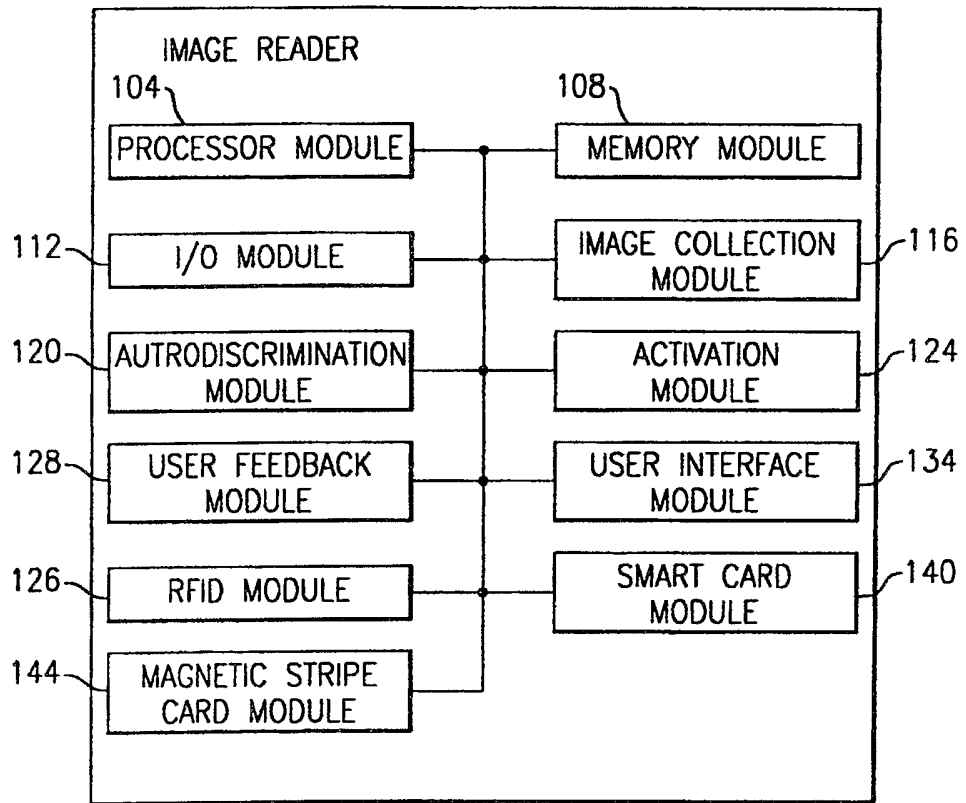 IMAGE READER
104
108
PROCESSOR MODULE
MEMORY MODULE
112
I/O MODULE
IMAGE COLLECTION
MODULE
116
120
AUTRODISCRIMINATION
MODULE
ACTIVATION
MODULE
124
128
USER FEEDBACK
MODULE
USER INTERFACE
MODULE
134
126
RFID MODULE
SMART CARD
MODULE
140
144
MAGNETIC STRIPE
CARD MODULE